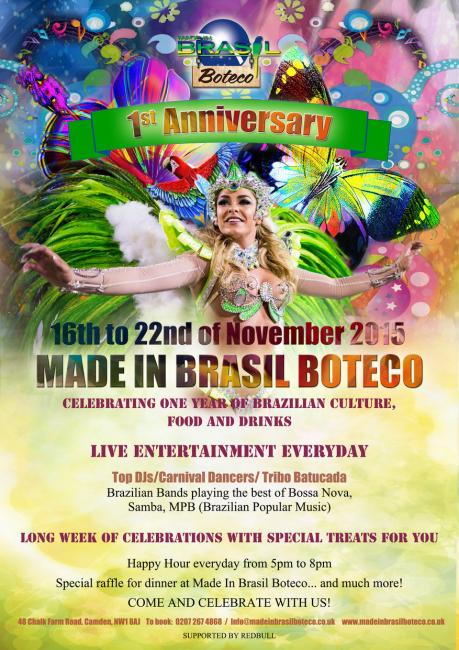 MADE IN
BRASIL
Boteco
1st Anniversary
16th to 22nd of November 2015
MADE IN BRASIL BOTECO
CELEBRATING ONE YEAR OF BRAZILIAN CULTURE,
FOOD AND DRINKS
LIVE ENTERTAINMENT EVERYDAY
Top DJs/Carnival Dancers/ Tribo Batucada
Brazilian Bands playing the best of Bossa Nova,
Samba, MPB (Brazilian Popular Music)
LONG WEEK OF CELEBRATIONS WITH SPECIAL TREATS FOR YOU
Happy Hour everyday from 5pm to 8pm
Special raffle for dinner at Made In Brasil Boteco... and much more!
COME AND CELEBRATE WITH US!
48 Chalk Farm Road, Camden, NW1 8AJ To book: 0207 267 4868 / Info@madeinbrasilboteco.co.uk www.madeinbrasilboteco.co.uk
SUPPORTED BY REDBULL